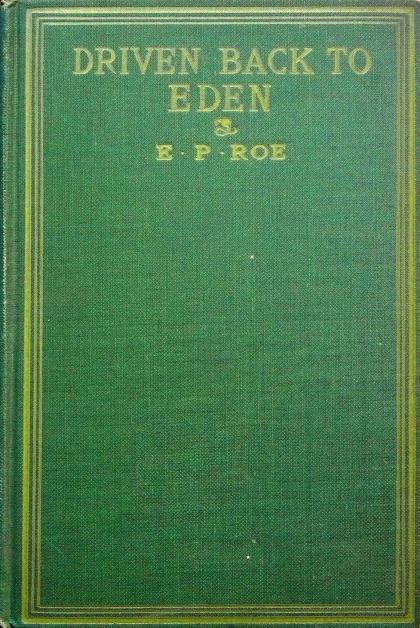 DRIVEN BACK TO
EDEN
E · P · ROE